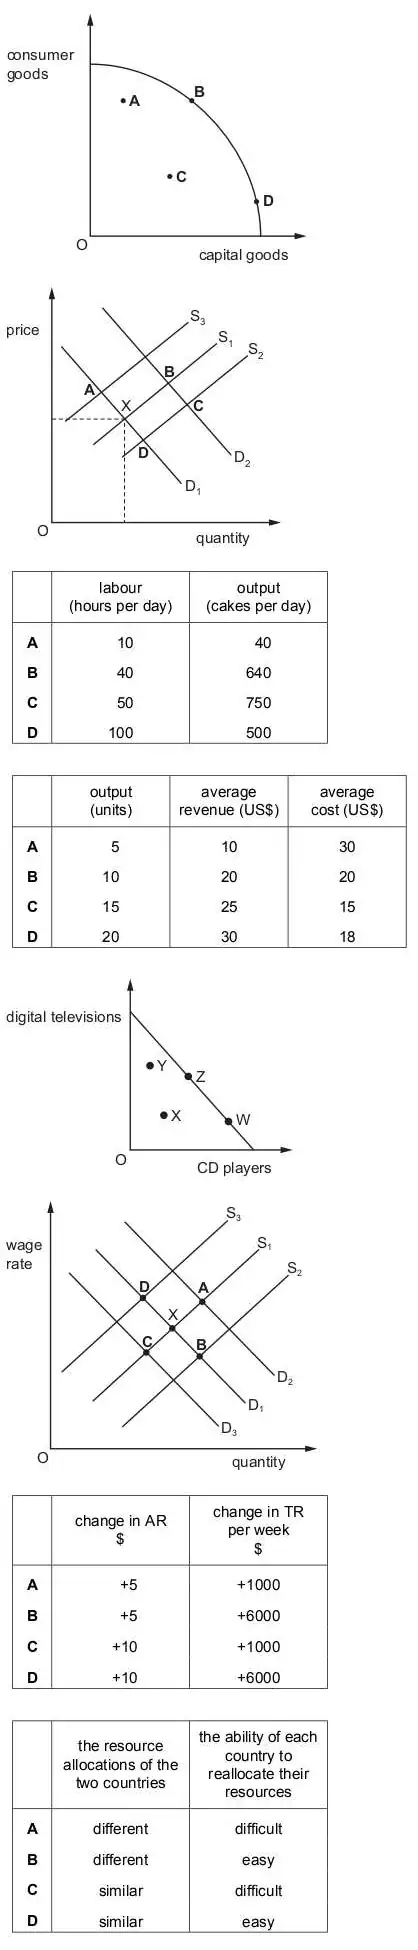 consumer
goods
A
B
C
D
O
capital goods
price
S3
S1
S2
A
B
X
C
D
D2
D1
O
quantity
labour output
(hours per day) (cakes per day)
A 10 40
B 40 640
C 50 750
D 100 500
output average average
(units) revenue (US$) cost (US$)
A 5 10 30
B 10 20 20
C 15 25 15
D 20 30 18
digital televisions
Y
Z
X
W
O
CD players
wage
rate
S3
S1
S2
D
A
X
C
B
D2
D1
D3
O
quantity
change in AR
$
change in TR
per week
$
A +5 +1000
B +5 +6000
C +10 +1000
D +10 +6000
the resource
allocations of the
two countries
the ability of each
country to
reallocate their
resources
A different difficult
B different easy
C similar difficult
D similar easy